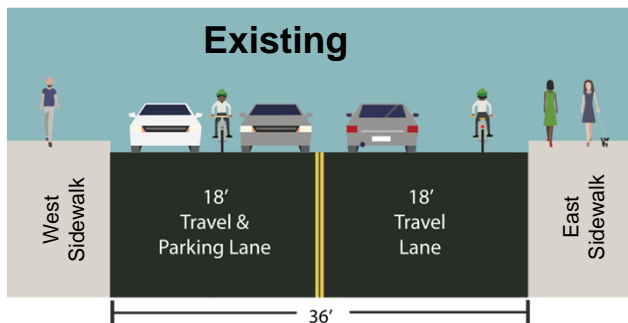 Existing
West
Sidewalk
18’
Travel &
Parking Lane
18’
Travel
Lane
East
Sidewalk
36’